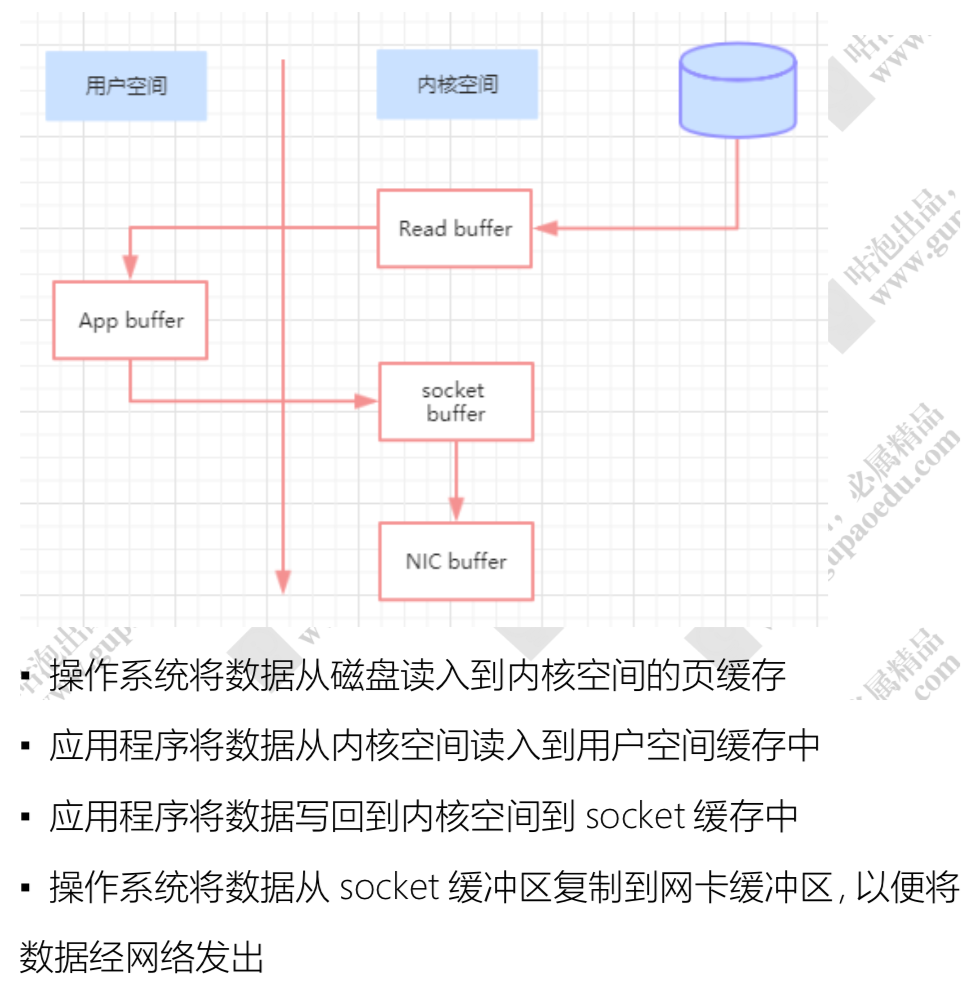 用户空间
内核空间
Read buffer
App buffer
socket
buffer
NIC buffer
▪ 操作系统将数据从磁盘读入到内核空间的页缓存
▪ 应用程序将数据从内核空间读入到用户空间缓存中
▪ 应用程序将数据写回到内核空间到 socket 缓存中
▪ 操作系统将数据从 socket 缓冲区复制到网卡缓冲区,以便将
数据经网络发出
咕泡出品,
www.gup
必属精品
gupaoedu.com
属精品
com